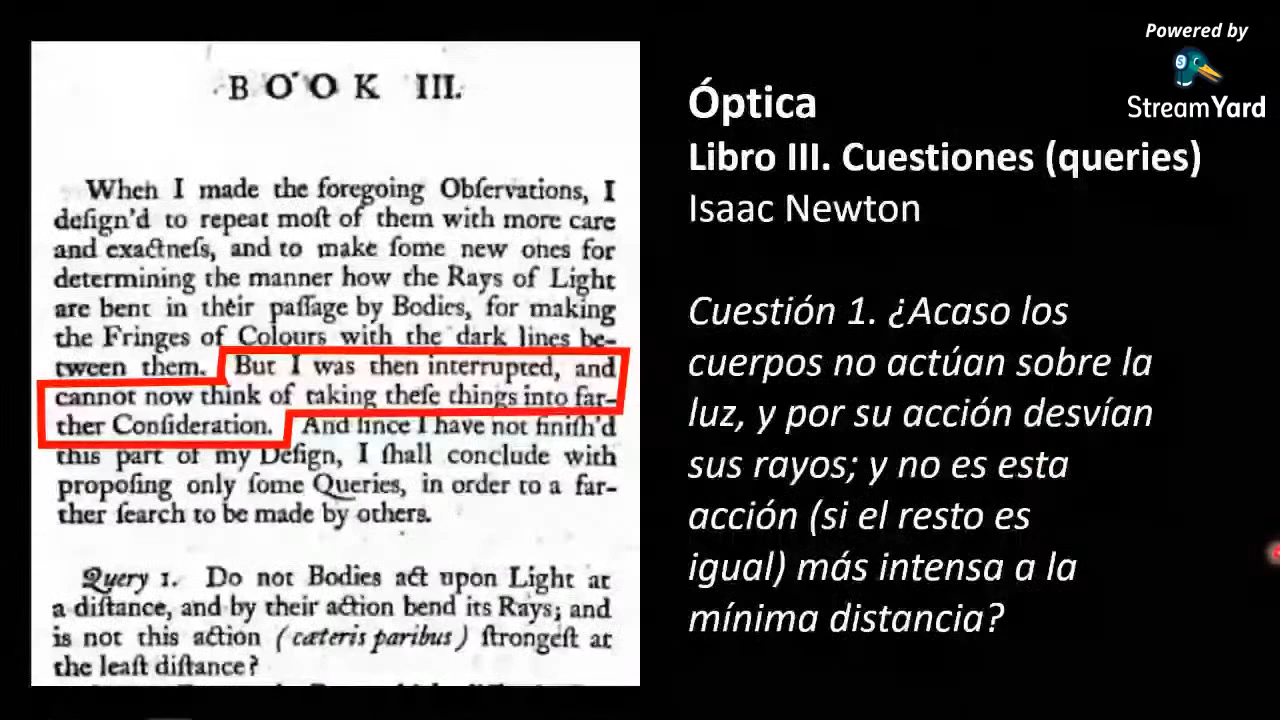 BOOK III.
When I made the foregoing Obſervations, I
deſign'd to repeat moſt of them with more care
and exactneſs, and to make ſome new ones for
determining the manner how the Rays of Light
are bent in their paſſage by Bodies, for making
the Fringes of Colours with the dark lines be-
tween them. But I was then interrupted, and
cannot now think of taking theſe things into far-
ther Conſideration. And ſince I have not finiſh'd
this part of my Deſign, I ſhall conclude with
propoſing only ſome Queries, in order to a far-
ther ſearch to be made by others.
Query 1. Do not Bodies act upon Light at
a diſtance, and by their action bend its Rays; and
is not this action (cæteris paribus) ſtrongeſt at
the leaſt diſtance?
Powered by
StreamYard
Óptica
Libro III. Cuestiones (queries)
Isaac Newton
Cuestión 1. ¿Acaso los
cuerpos no actúan sobre la
luz, y por su acción desvían
sus rayos; y no es esta
acción (si el resto es
igual) más intensa a la
mínima distancia?